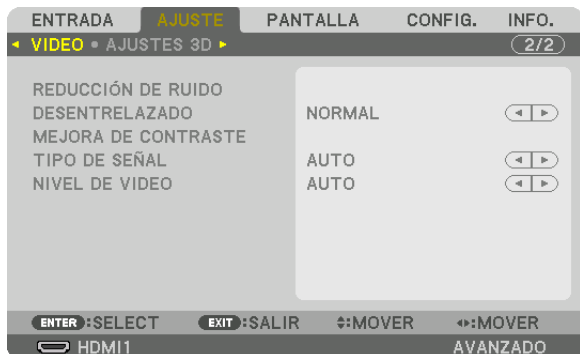 ENTRADA AJUSTE PANTALLA CONFIG. INFO.
VIDEO • AJUSTES 3D 2/2
REDUCCIÓN DE RUIDO
DESENTRELAZADO NORMAL
MEJORA DE CONTRASTE
TIPO DE SEÑAL AUTO
NIVEL DE VIDEO AUTO
ENTER :SELECT EXIT :SALIR :MOVER :MOVER
HDMI1 AVANZADO